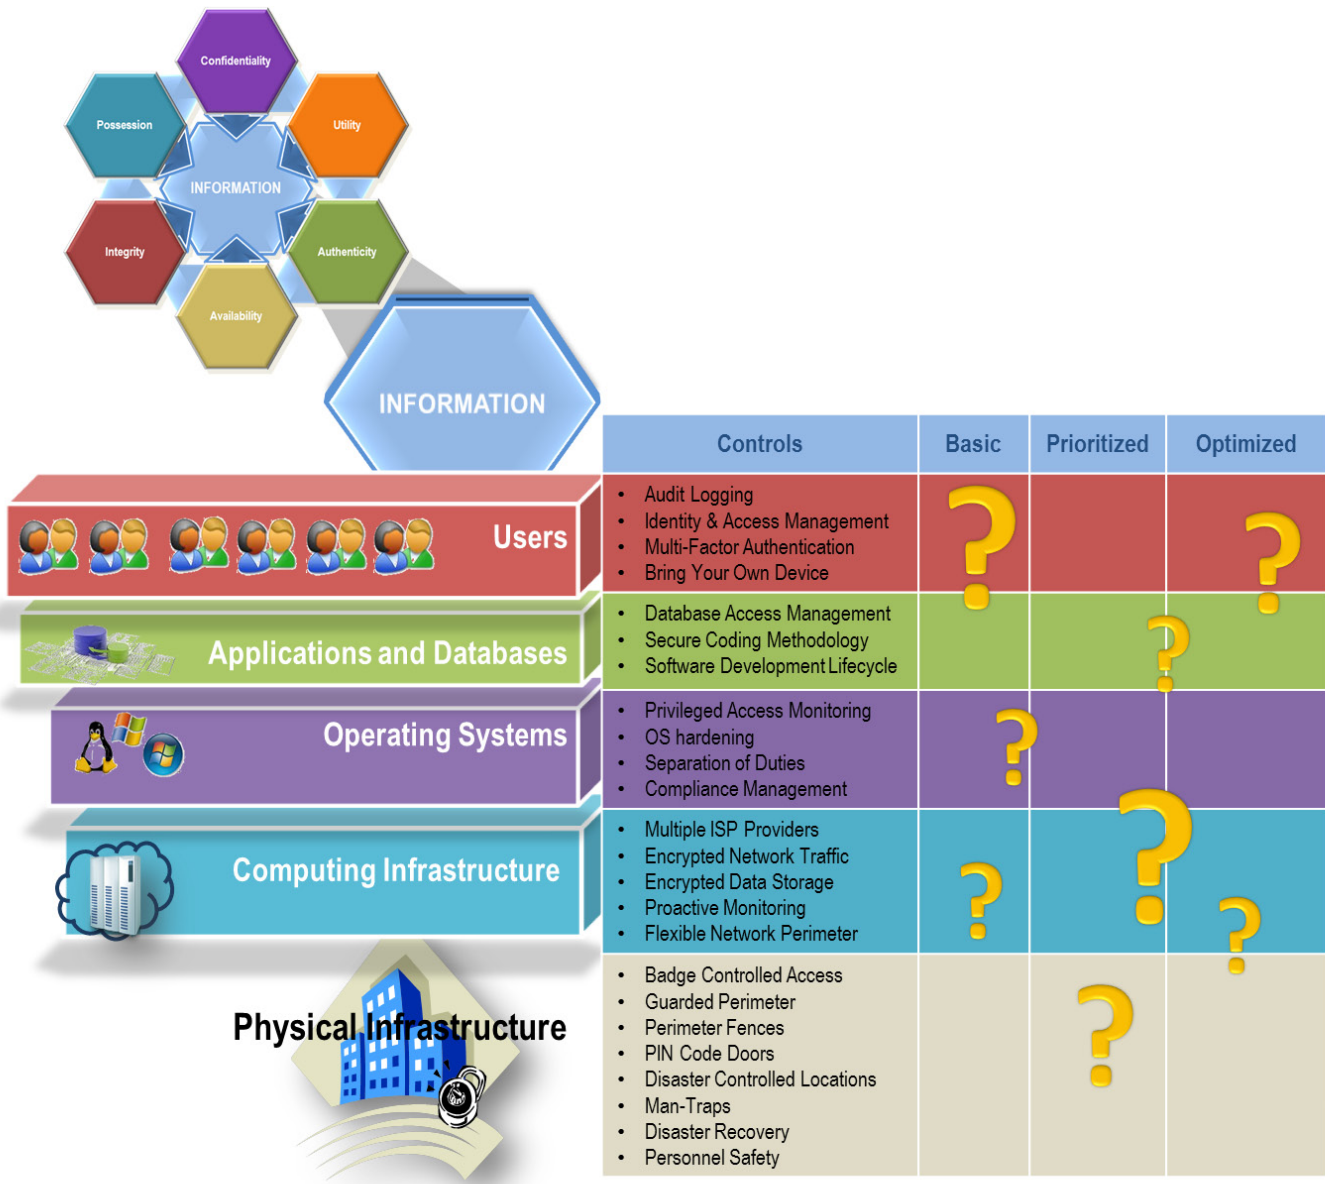 Confidentiality
Possession
Utility
INFORMATION
Integrity
Authenticity
Availability
INFORMATION
Controls Basic Prioritized Optimized
Users
• Audit Logging
• Identity & Access Management
• Multi-Factor Authentication
• Bring Your Own Device
? ?
Applications and Databases
• Database Access Management
• Secure Coding Methodology
• Software Development Lifecycle
?
Operating Systems
• Privileged Access Monitoring
• OS hardening
• Separation of Duties
• Compliance Management
?
Computing Infrastructure
• Multiple ISP Providers
• Encrypted Network Traffic
• Encrypted Data Storage
• Proactive Monitoring
• Flexible Network Perimeter
? ? ?
Physical Infrastructure
• Badge Controlled Access
• Guarded Perimeter
• Perimeter Fences
• PIN Code Doors
• Disaster Controlled Locations
• Man-Traps
• Disaster Recovery
• Personnel Safety
?